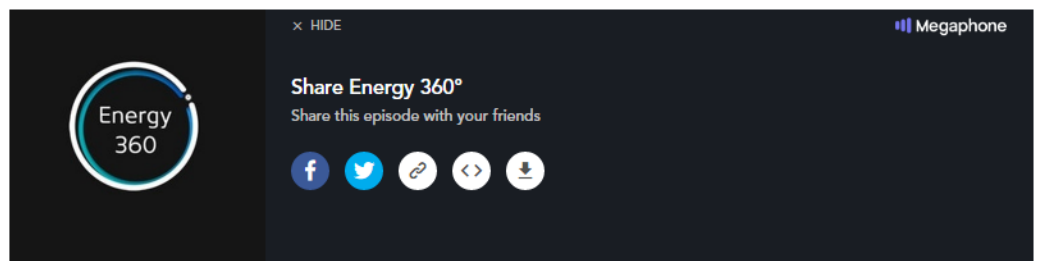 × HIDE
Megaphone
Energy
360
Share Energy 360°
Share this episode with your friends